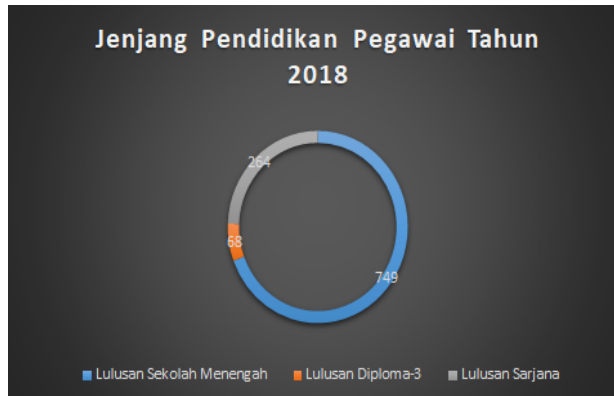 Jenjang Pendidikan Pegawai Tahun
2018
264
68
749
Lulusan Sekolah Menengah Lulusan Diploma-3 Lulusan Sarjana